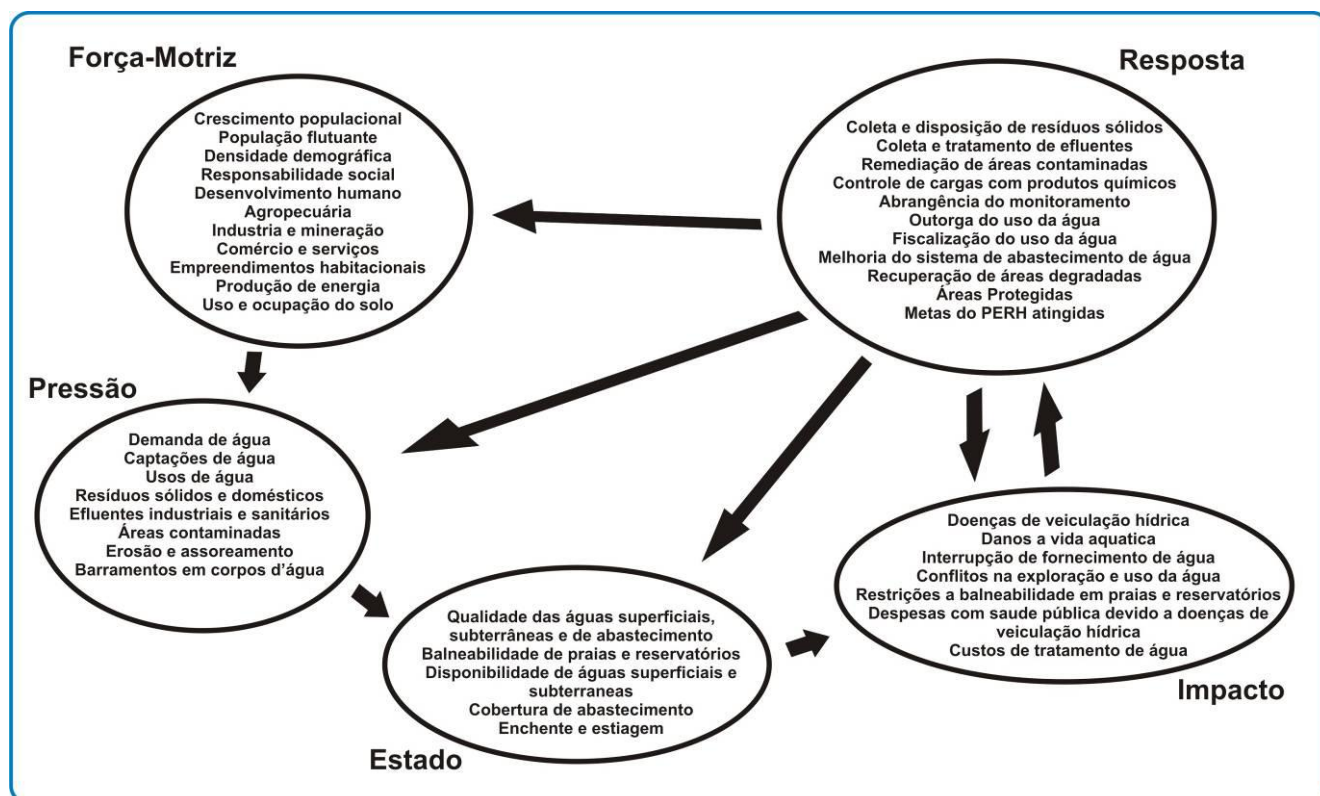 Força-Motriz
Crescimento populacional
População flutuante
Densidade demográfica
Responsabilidade social
Desenvolvimento humano
Agropecuária
Industria e mineração
Comércio e serviços
Empreendimentos habitacionais
Produção de energia
Uso e ocupação do solo
Resposta
Coleta e disposição de resíduos sólidos
Coleta e tratamento de efluentes
Remediação de áreas contaminadas
Controle de cargas com produtos químicos
Abrangência do monitoramento
Outorga do uso da água
Fiscalização do uso da água
Melhoria do sistema de abastecimento de água
Recuperação de áreas degradadas
Áreas Protegidas
Metas do PERH atingidas
Pressão
Demanda de água
Captações de água
Usos de água
Resíduos sólidos e domésticos
Efluentes industriais e sanitários
Áreas contaminadas
Erosão e assoreamento
Barramentos em corpos d'água
Qualidade das águas superficiais,
subterrâneas e de abastecimento
Balneabilidade de praias e reservatórios
Disponibilidade de águas superficiais e
subterraneas
Cobertura de abastecimento
Enchente e estiagem
Estado
Doenças de veiculação hídrica
Danos a vida aquatica
Interrupção de fornecimento de água
Conflitos na exploração e uso da água
Restrições a balneabilidade em praias e reservatórios
Despesas com saude pública devido a doenças de
veiculação hídrica
Custos de tratamento de água
Impacto